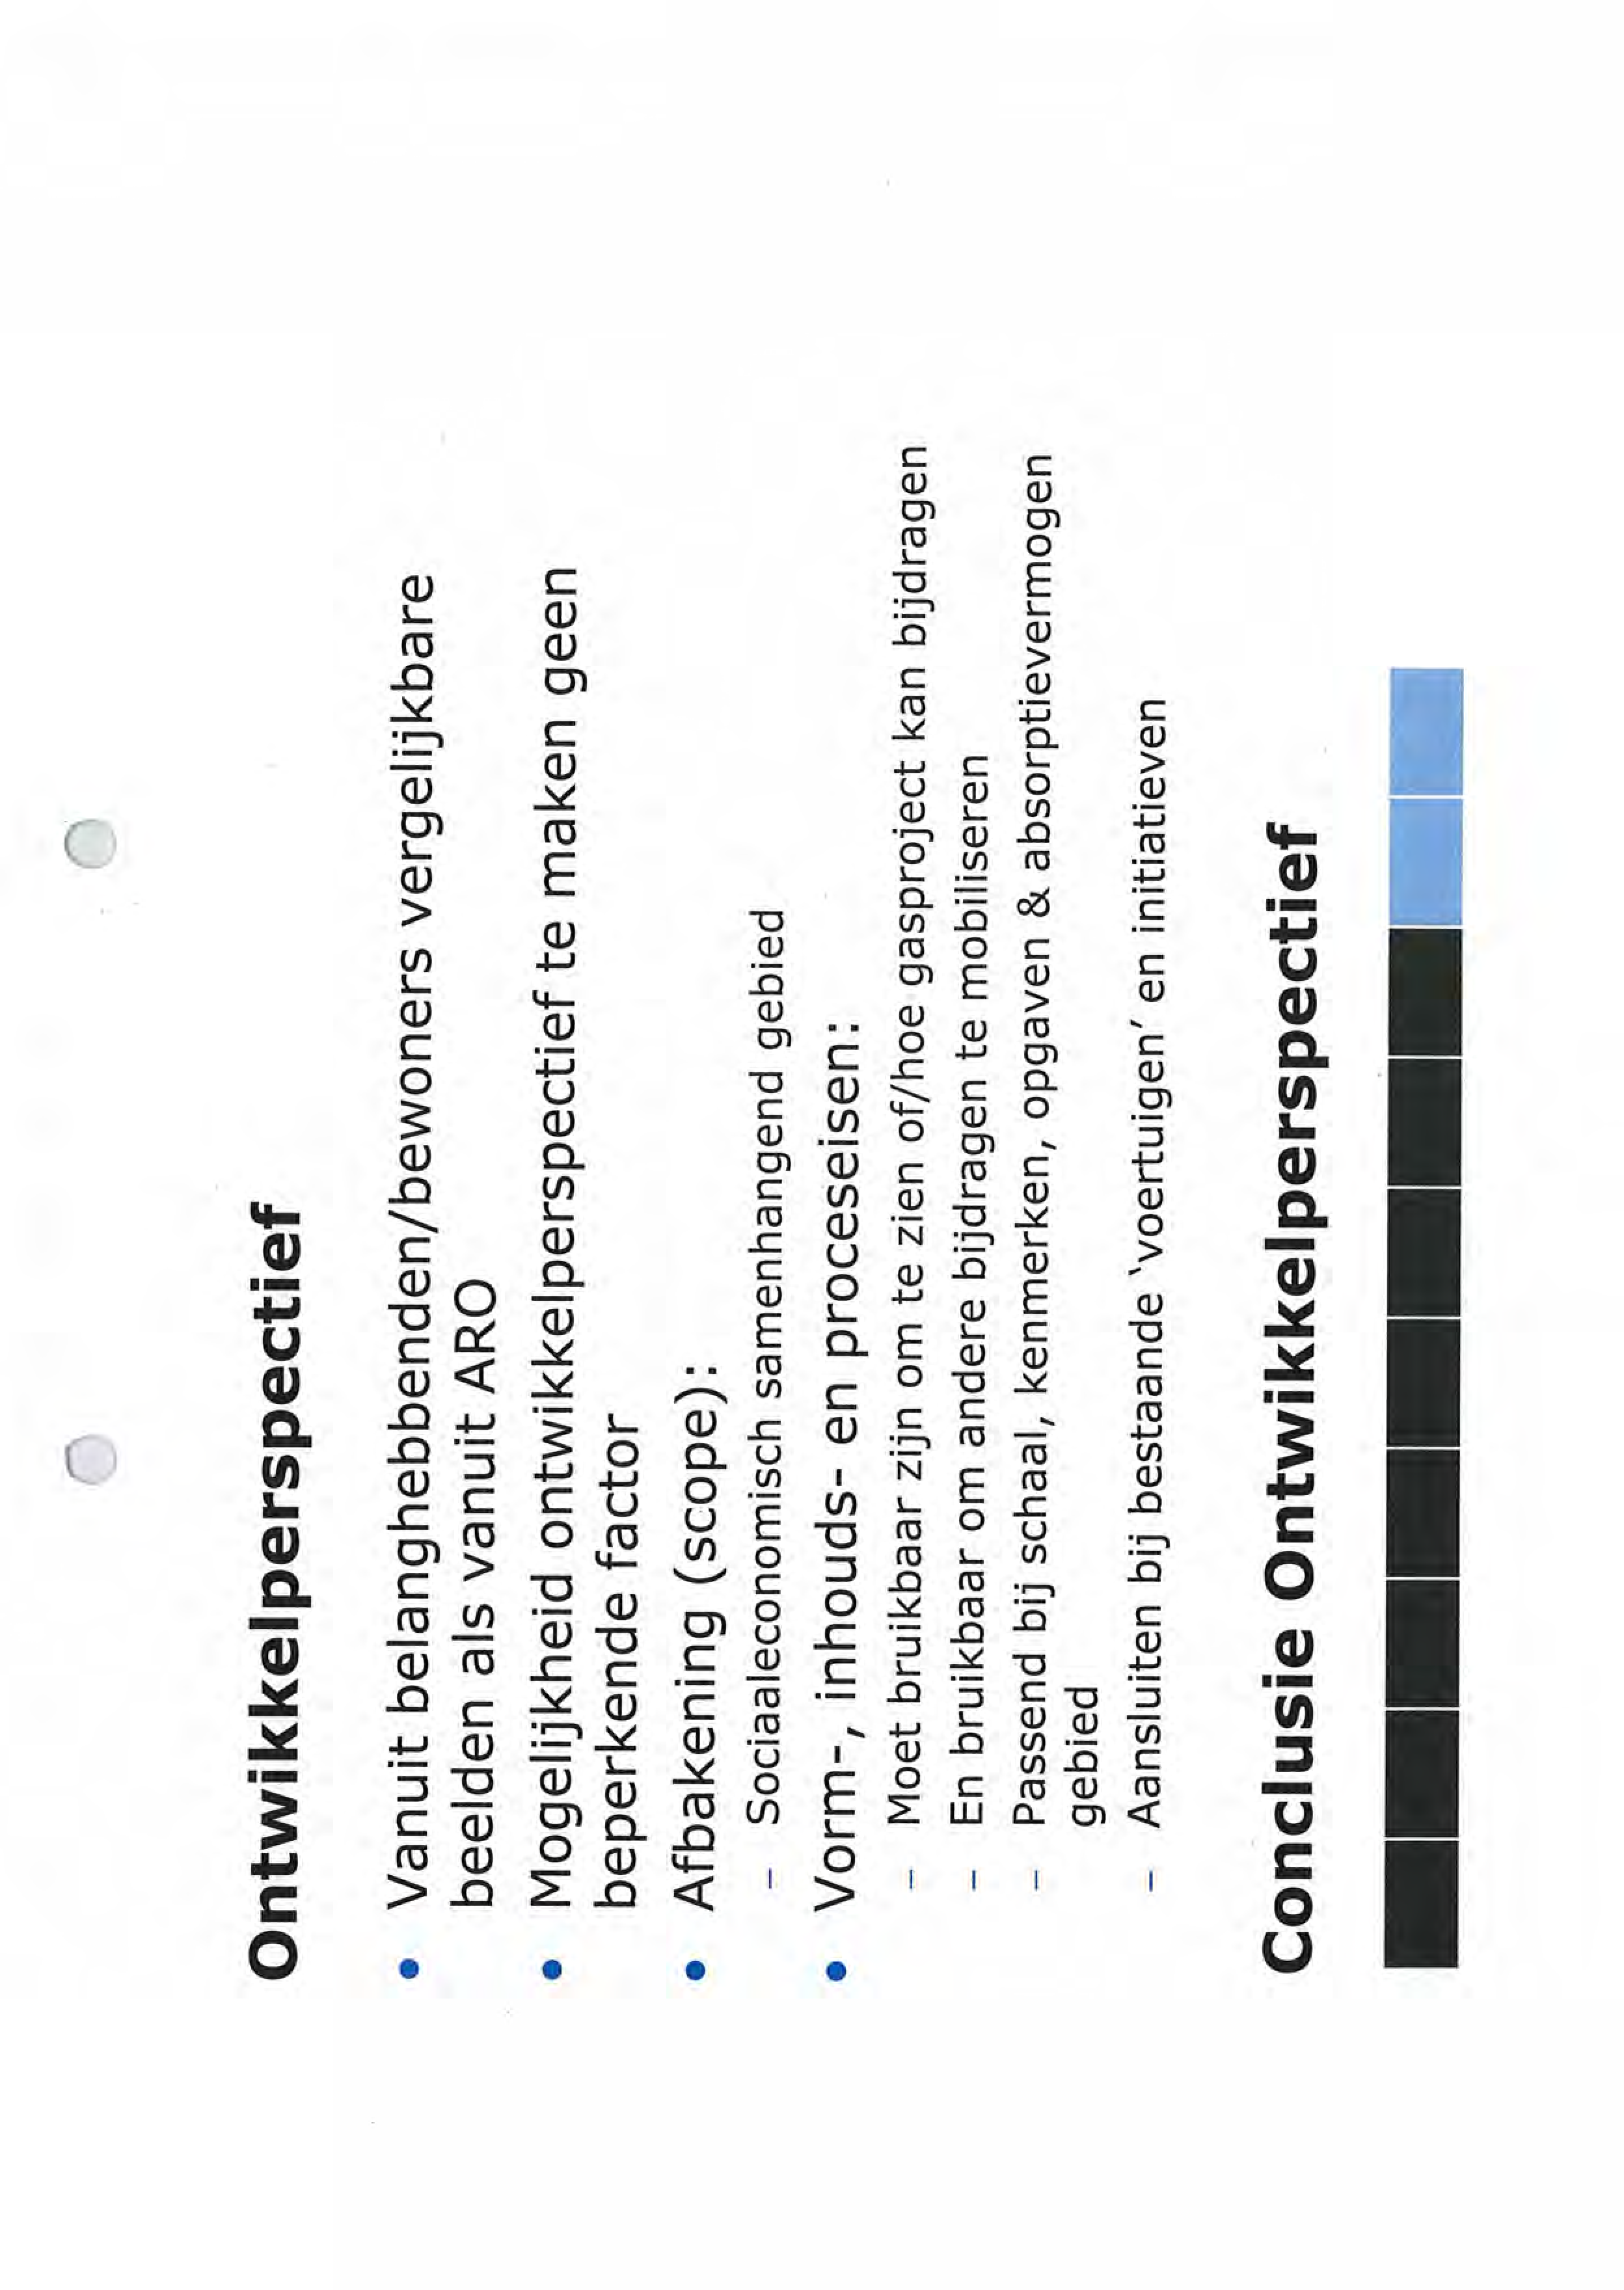 Ontwikkelperspectief
• Vanuit belanghebbenden/bewoners vergelijkbare
beelden als vanuit ARO
• Mogelijkheid ontwikkelperspectief te maken geen
beperkende factor
• Afbakening (scope):
– Sociaaleconomisch samenhangend gebied
• Vorm-, inhouds- en proceseisen:
– Moet bruikbaar zijn om te zien of/hoe gasproject kan bijdragen
– En bruikbaar om andere bijdragen te mobiliseren
– Passend bij schaal, kenmerken, opgaven & absorptievermogen
gebied
– Aansluiten bij bestaande ‘voertuigen’ en initiatieven
Conclusie Ontwikkelperspectief